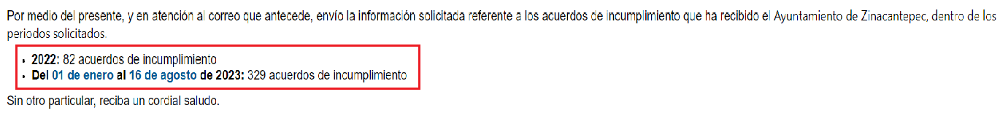 Por medio del presente, y en atención al correo que antecede, envío la información solicitada referente a los acuerdos de incumplimiento que ha recibido el Ayuntamiento de Zinacantepec, dentro de los
periodos solicitados.
• 2022: 82 acuerdos de incumplimiento
• Del 01 de enero al 16 de agosto de 2023: 329 acuerdos de incumplimiento
Sin otro particular, reciba un cordial saludo.